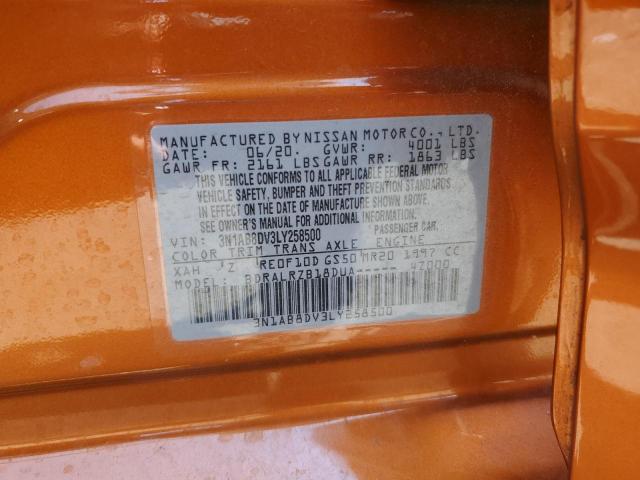 MANUFACTURED BY NISSAN MOTOR CO., LTD.
DATE: 06/20. GVWR: 4001 LBS
GAWR FR: 2161 LBS GAWR RR: 1863 LBS
THIS VEHICLE CONFORMS TO ALL APPLICABLE FEDERAL MOTOR
VEHICLE SAFETY, BUMPER AND THEFT PREVENTION STANDARDS
IN EFFECT ON THE DATE OF MANUFACTURE SHOWN ABOVE.
SEE OWNER'S MANUAL FOR ADDITIONAL INFORMATION.
VIN: 3N1AB8DV3LY258500 PASSENGER CAR.
COLOR TRIM TRANS AXLE ENGINE
XAH 'Z RE0F10D GS50 MR20 1997 CC
MODEL: BDRALRZB18DUA----- 4Z000
3N1AB8DV3LY258500